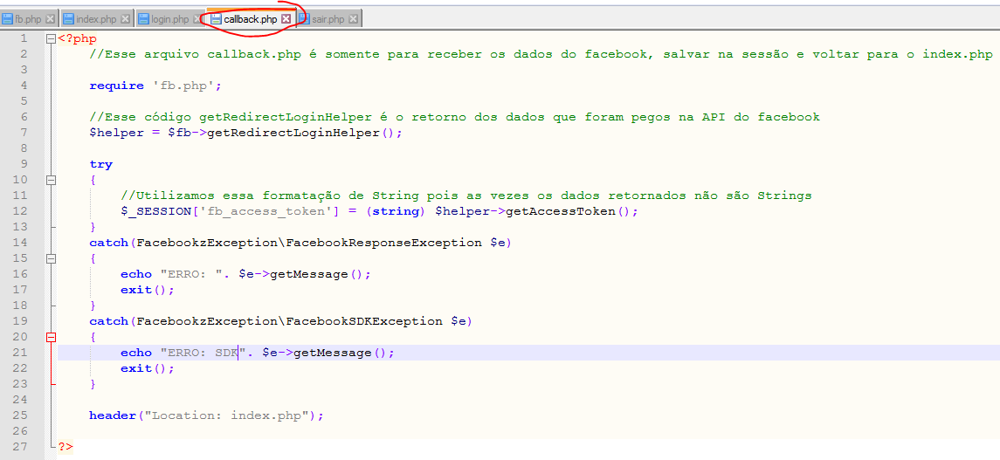 fb.php index.php login.php callback.php sair.php
1 <?php
2 //Esse arquivo callback.php é somente para receber os dados do facebook, salvar na sessão e voltar para o index.php
3
4 require 'fb.php';
5
6 //Esse código getRedirectLoginHelper é o retorno dos dados que foram pegos na API do facebook
7 $helper = $fb->getRedirectLoginHelper();
8
9 try
10 {
11 //Utilizamos essa formatação de String pois as vezes os dados retornados não são Strings
12 $_SESSION['fb_access_token'] = (string) $helper->getAccessToken();
13 }
14 catch(FacebookzException\FacebookResponseException $e)
15 {
16 echo "ERRO: ". $e->getMessage();
17 exit();
18 }
19 catch(FacebookzException\FacebookSDKException $e)
20 {
21 echo "ERRO: SDK". $e->getMessage();
22 exit();
23 }
24
25 header("Location: index.php");
26
27 ?>